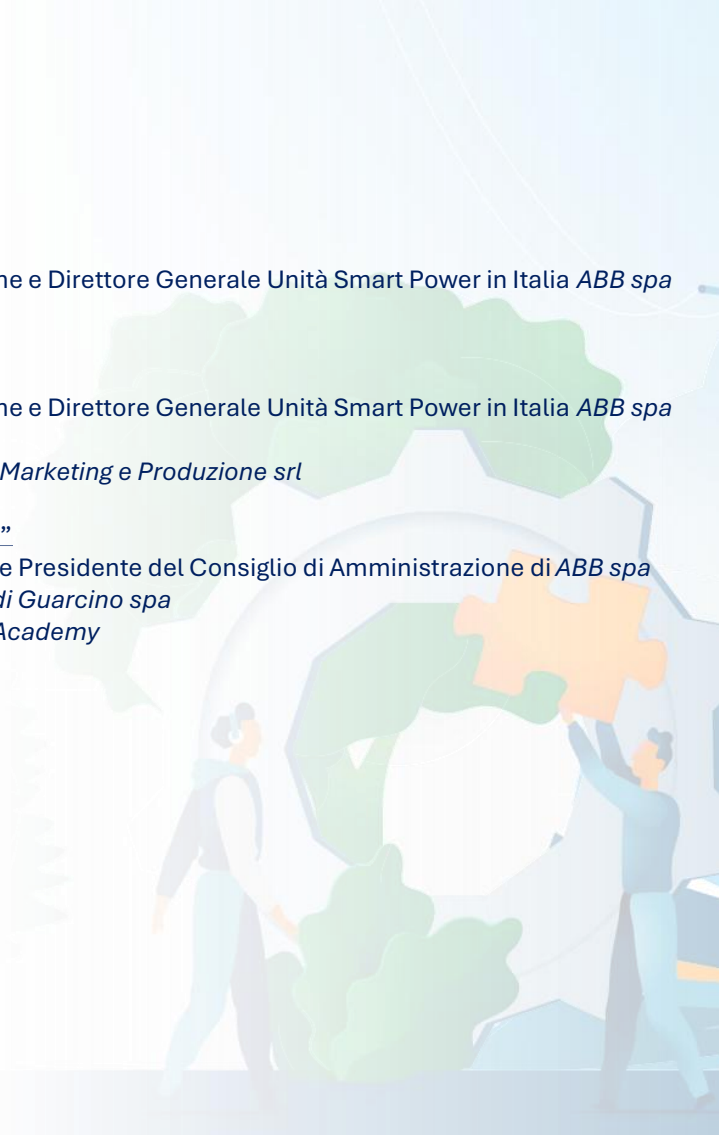 ne e Direttore Generale Unità Smart Power in Italia ABB spa
ne e Direttore Generale Unità Smart Power in Italia ABB spa
Marketing e Produzione srl
”
e Presidente del Consiglio di Amministrazione di ABB spa
di Guarcino spa
Academy